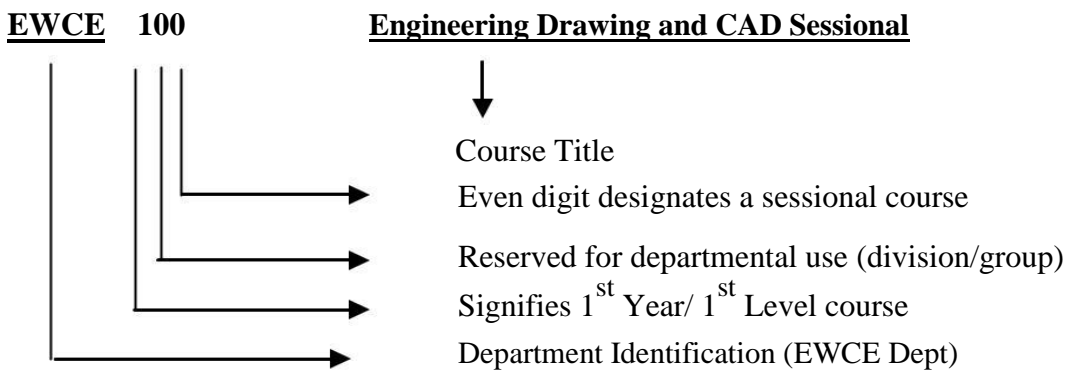 EWCE 100 Engineering Drawing and CAD Sessional
Course Title
Even digit designates a sessional course
Reserved for departmental use (division/group)
Signifies 1st Year/ 1st Level course
Department Identification (EWCE Dept)